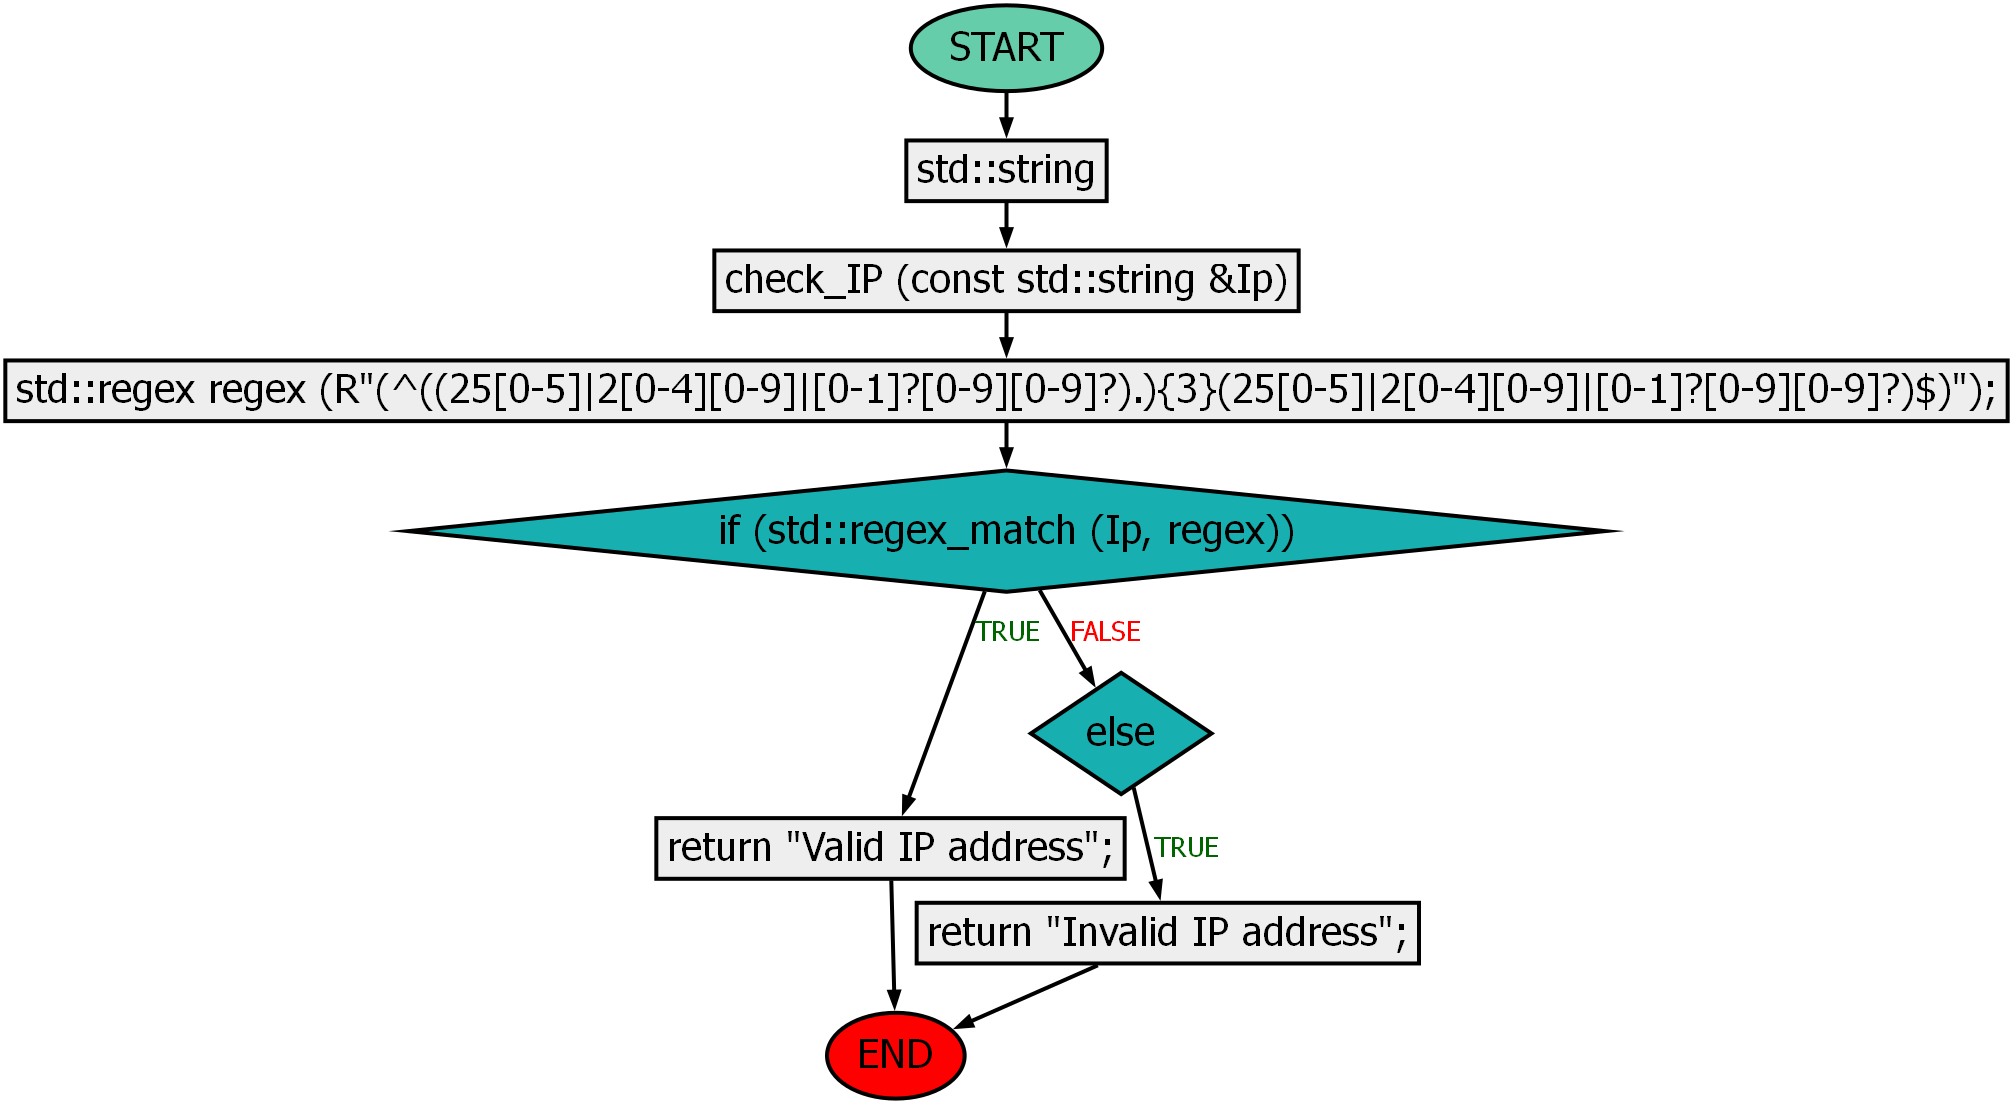 START
std::string
check_IP (const std::string &Ip)
std::regex regex (R"(^((25[0-5]|2[0-4][0-9]|[0-1]?[0-9][0-9]?).){3}(25[0-5]|2[0-4][0-9]|[0-1]?[0-9][0-9]?)$)");
if (std::regex_match (Ip, regex))
TRUE
FALSE
else
return "Valid IP address";
TRUE
return "Invalid IP address";
END